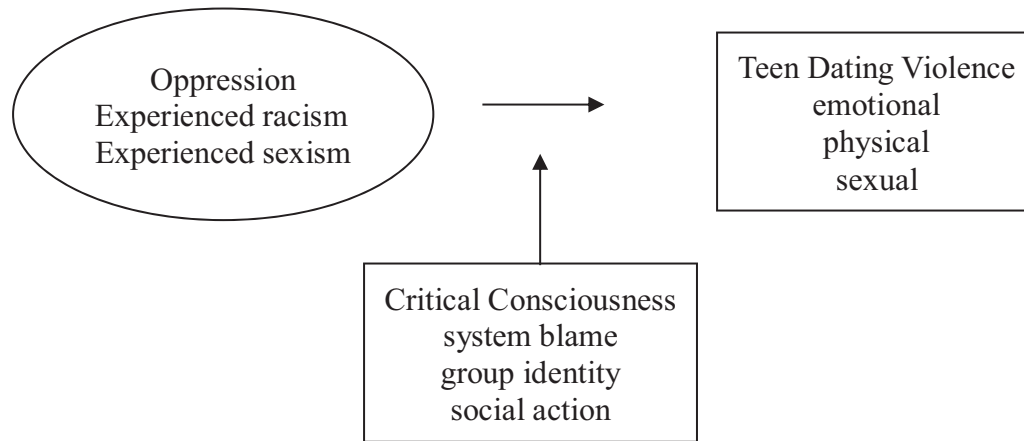 Oppression
Experienced racism
Experienced sexism
Teen Dating Violence
emotional
physical
sexual
Critical Consciousness
system blame
group identity
social action